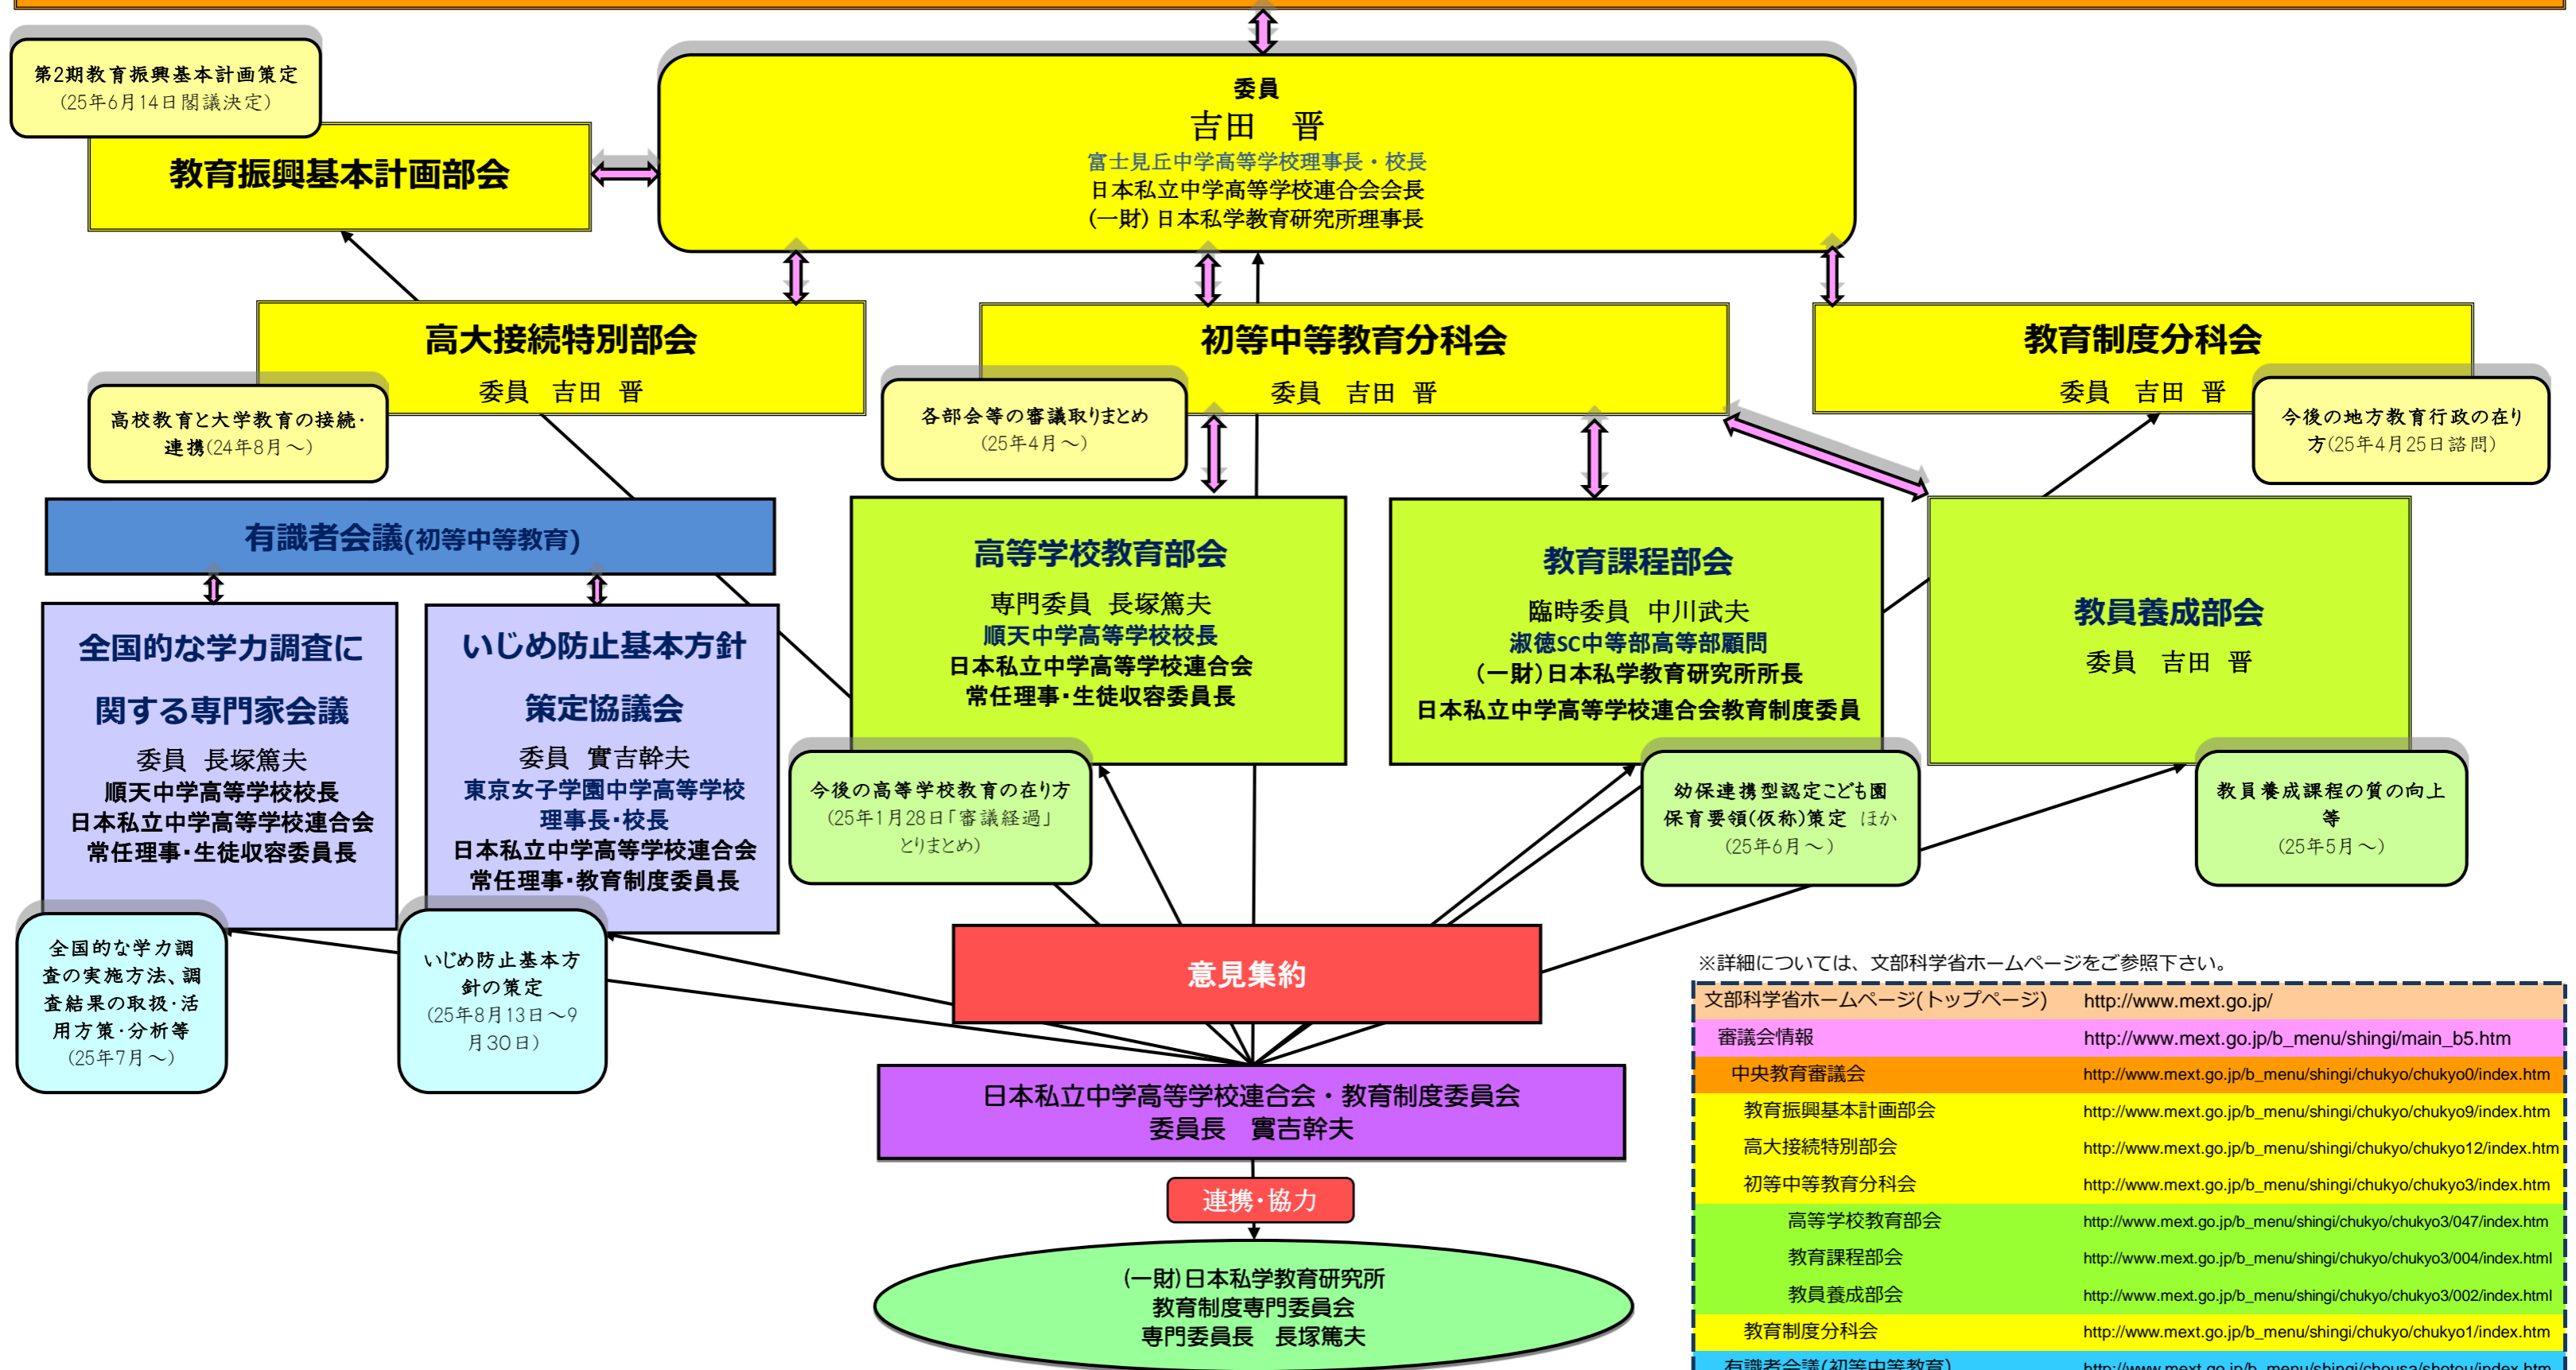 第2期教育振興基本計画策定
(25年6月14日閣議決定)
教育振興基本計画部会
委員
吉田 晋
富士見丘中学高等学校理事長・校長
日本私立中学高等学校連合会会長
(一財)日本私学教育研究所理事長
高大接続特別部会
委員 吉田 晋
高校教育と大学教育の接続・
連携(24年8月～)
初等中等教育分科会
委員 吉田 晋
各部会等の審議取りまとめ
(25年4月～)
教育制度分科会
委員 吉田 晋
今後の地方教育行政の在り
方(25年4月25日諮問)
有識者会議(初等中等教育)
全国的な学力調査に
関する専門家会議
委員 長塚篤夫
順天中学高等学校校長
日本私立中学高等学校連合会
常任理事・生徒収容委員長
全国的な学力調
査の実施方法、調
査結果の取扱・活
用方策・分析等
(25年7月～)
いじめ防止基本方針
策定協議会
委員 實吉幹夫
東京女子学園中学高等学校
理事長・校長
日本私立中学高等学校連合会
常任理事・教育制度委員長
いじめ防止基本方
針の策定
(25年8月13日～9
月30日)
高等学校教育部会
専門委員 長塚篤夫
順天中学高等学校校長
日本私立中学高等学校連合会
常任理事・生徒収容委員長
今後の高等学校教育の在り方
(25年1月28日「審議経過」
とりまとめ)
教育課程部会
臨時委員 中川武夫
淑徳SC中等部高等部顧問
(一財)日本私学教育研究所所長
日本私立中学高等学校連合会教育制度委員
幼保連携型認定こども園
保育要領(仮称)策定 ほか
(25年6月～)
教員養成部会
委員 吉田 晋
教員養成課程の質の向上
等
(25年5月～)
意見集約
日本私立中学高等学校連合会・教育制度委員会
委員長 實吉幹夫
連携・協力
(一財)日本私学教育研究所
教育制度専門委員会
専門委員長 長塚篤夫
※詳細については、文部科学省ホームページをご参照下さい。
文部科学省ホームページ(トップページ) http://www.mext.go.jp/
審議会情報 http://www.mext.go.jp/b_menu/shingi/main_b5.htm
中央教育審議会 http://www.mext.go.jp/b_menu/shingi/chukyo/chukyo0/index.htm
教育振興基本計画部会 http://www.mext.go.jp/b_menu/shingi/chukyo/chukyo9/index.htm
高大接続特別部会 http://www.mext.go.jp/b_menu/shingi/chukyo/chukyo12/index.htm
初等中等教育分科会 http://www.mext.go.jp/b_menu/shingi/chukyo/chukyo3/index.htm
高等学校教育部会 http://www.mext.go.jp/b_menu/shingi/chukyo/chukyo3/047/index.htm
教育課程部会 http://www.mext.go.jp/b_menu/shingi/chukyo/chukyo3/004/index.html
教員養成部会 http://www.mext.go.jp/b_menu/shingi/chukyo/chukyo3/002/index.html
教育制度分科会 http://www.mext.go.jp/b_menu/shingi/chukyo/chukyo1/index.htm
有識者会議(初等中等教育) http://www.mext.go.jp/b_menu/shingi/chousa/shotou/index.htm